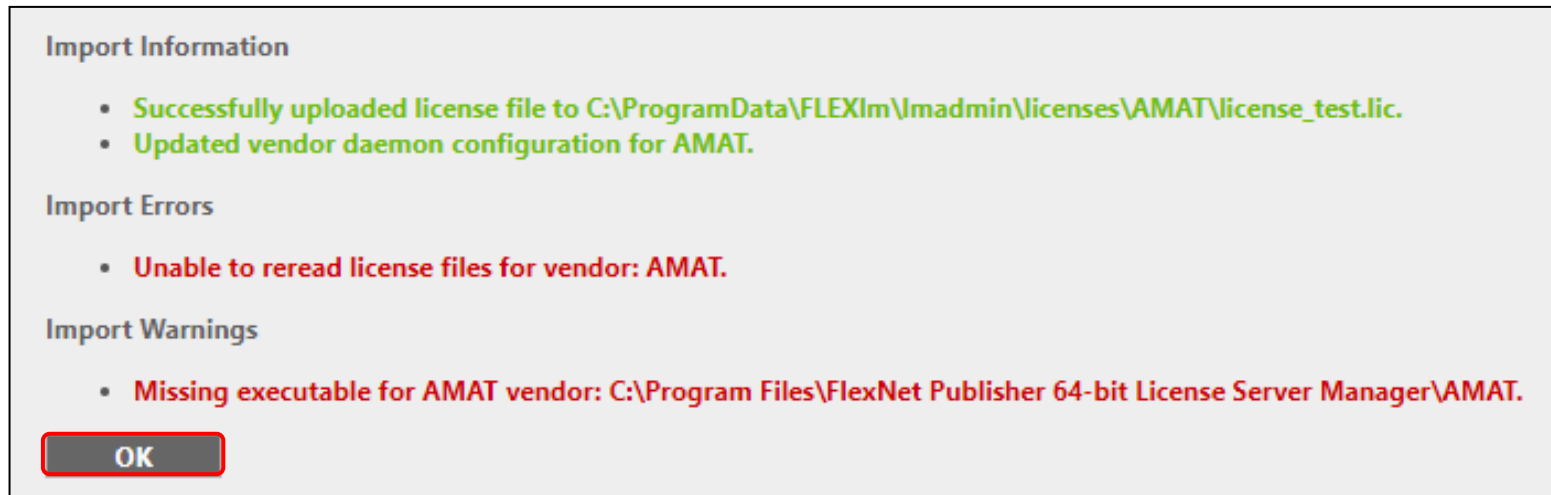 Import Information
• Successfully uploaded license file to C:\ProgramData\FLEXlm\lmadmin\licenses\AMAT\license_test.lic.
• Updated vendor daemon configuration for AMAT.
Import Errors
• Unable to reread license files for vendor: AMAT.
Import Warnings
• Missing executable for AMAT vendor: C:\Program Files\FlexNet Publisher 64-bit License Server Manager\AMAT.
OK